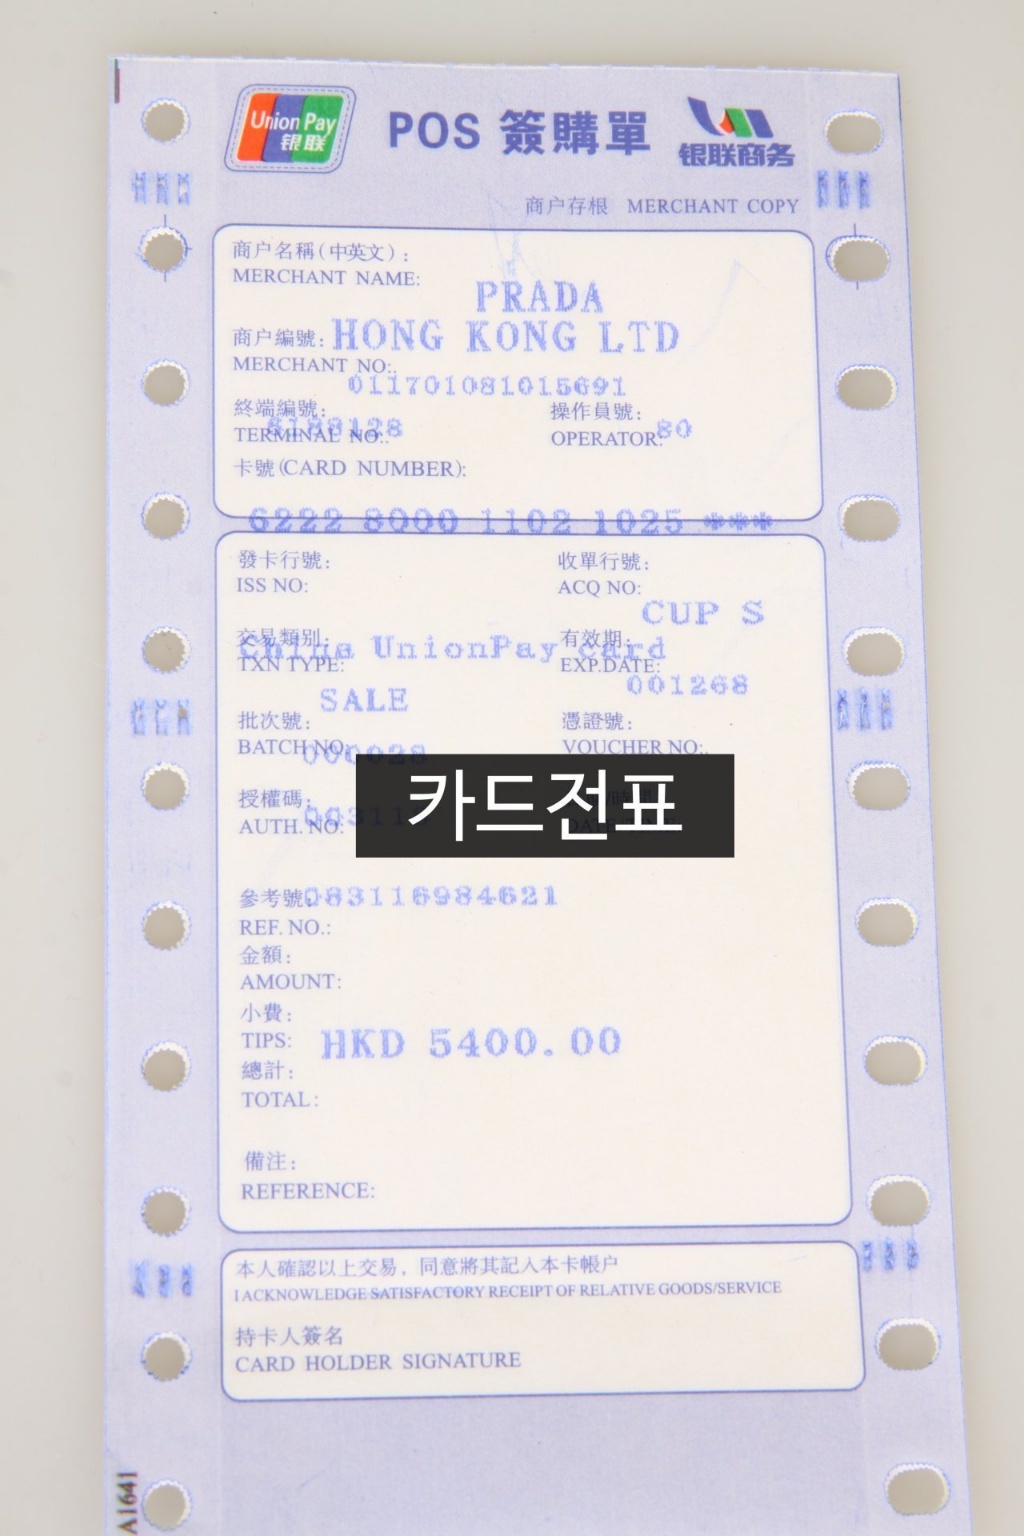 Union Pay
银联
POS 簽購單
银联商务
商户存根 MERCHANT COPY
商户名稱(中英文):
MERCHANT NAME:
PRADA
商户編號: HONG KONG LTD
MERCHANT NO:.
011701081015691
終端編號: 操作員號: 80
TERMINAL NO.:. OPERATOR:
卡號(CARD NUMBER):
6222 8000 1102 1025 ***
發卡行號: 收單行號:
ISS NO: ACQ NO:
CUP S
交易類别: 有效期:
China UnionPay card
TXN TYPE: EXP.DATE:
001268
SALE
批次號: 憑證號:
BATCH NO: VOUCHER NO:.
000028
카드전표
授權碼:
AUTH. NO:
參考號: 083116984621
REF. NO.:
金額:
AMOUNT:
小費:
TIPS: HKD 5400.00
總計:
TOTAL:
備注:
REFERENCE:
本人確認以上交易, 同意將其記入本卡帳户
I ACKNOWLEDGE SATISFACTORY RECEIPT OF RELATIVE GOODS/SERVICE
持卡人簽名
CARD HOLDER SIGNATURE
A1641